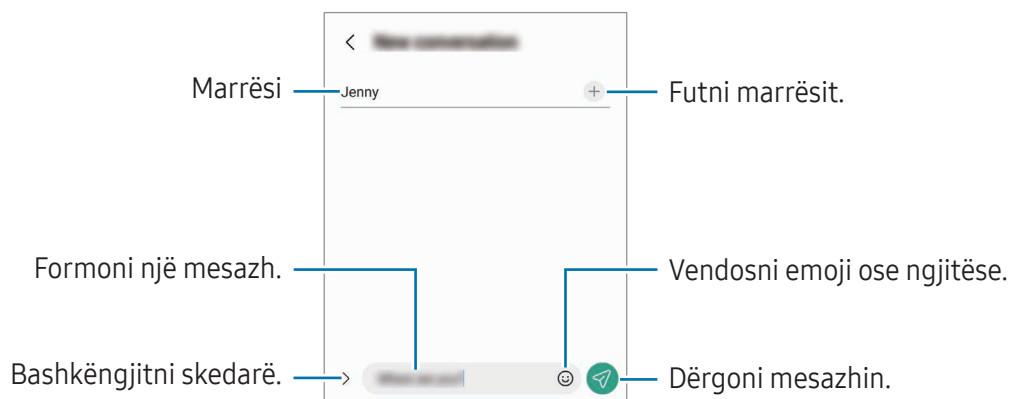 Marrësi
Jenny
Futni marrësit.
Formoni një mesazh.
Vendosni emoji ose ngjitëse.
Bashkëngjitni skedarë.
Dërgoni mesazhin.